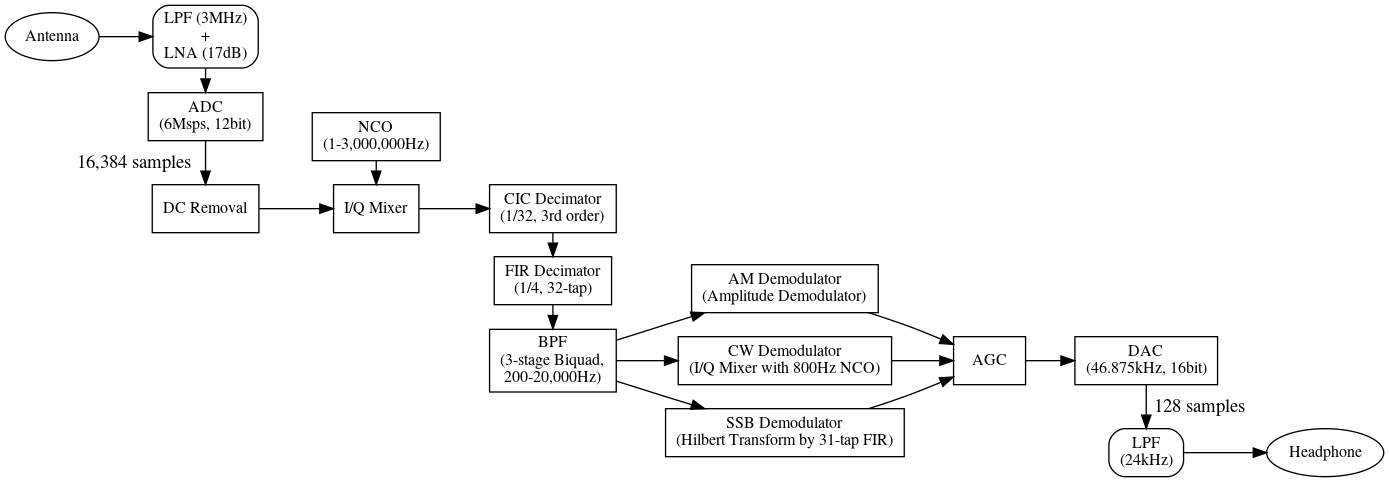 Antenna
LPF (3MHz)
+
LNA (17dB)
ADC
(6Msps, 12bit)
16,384 samples
DC Removal
NCO
(1-3,000,000Hz)
I/Q Mixer
CIC Decimator
(1/32, 3rd order)
FIR Decimator
(1/4, 32-tap)
BPF
(3-stage Biquad,
200-20,000Hz)
AM Demodulator
(Amplitude Demodulator)
CW Demodulator
(I/Q Mixer with 800Hz NCO)
SSB Demodulator
(Hilbert Transform by 31-tap FIR)
AGC
DAC
(46.875kHz, 16bit)
128 samples
LPF
(24kHz)
Headphone